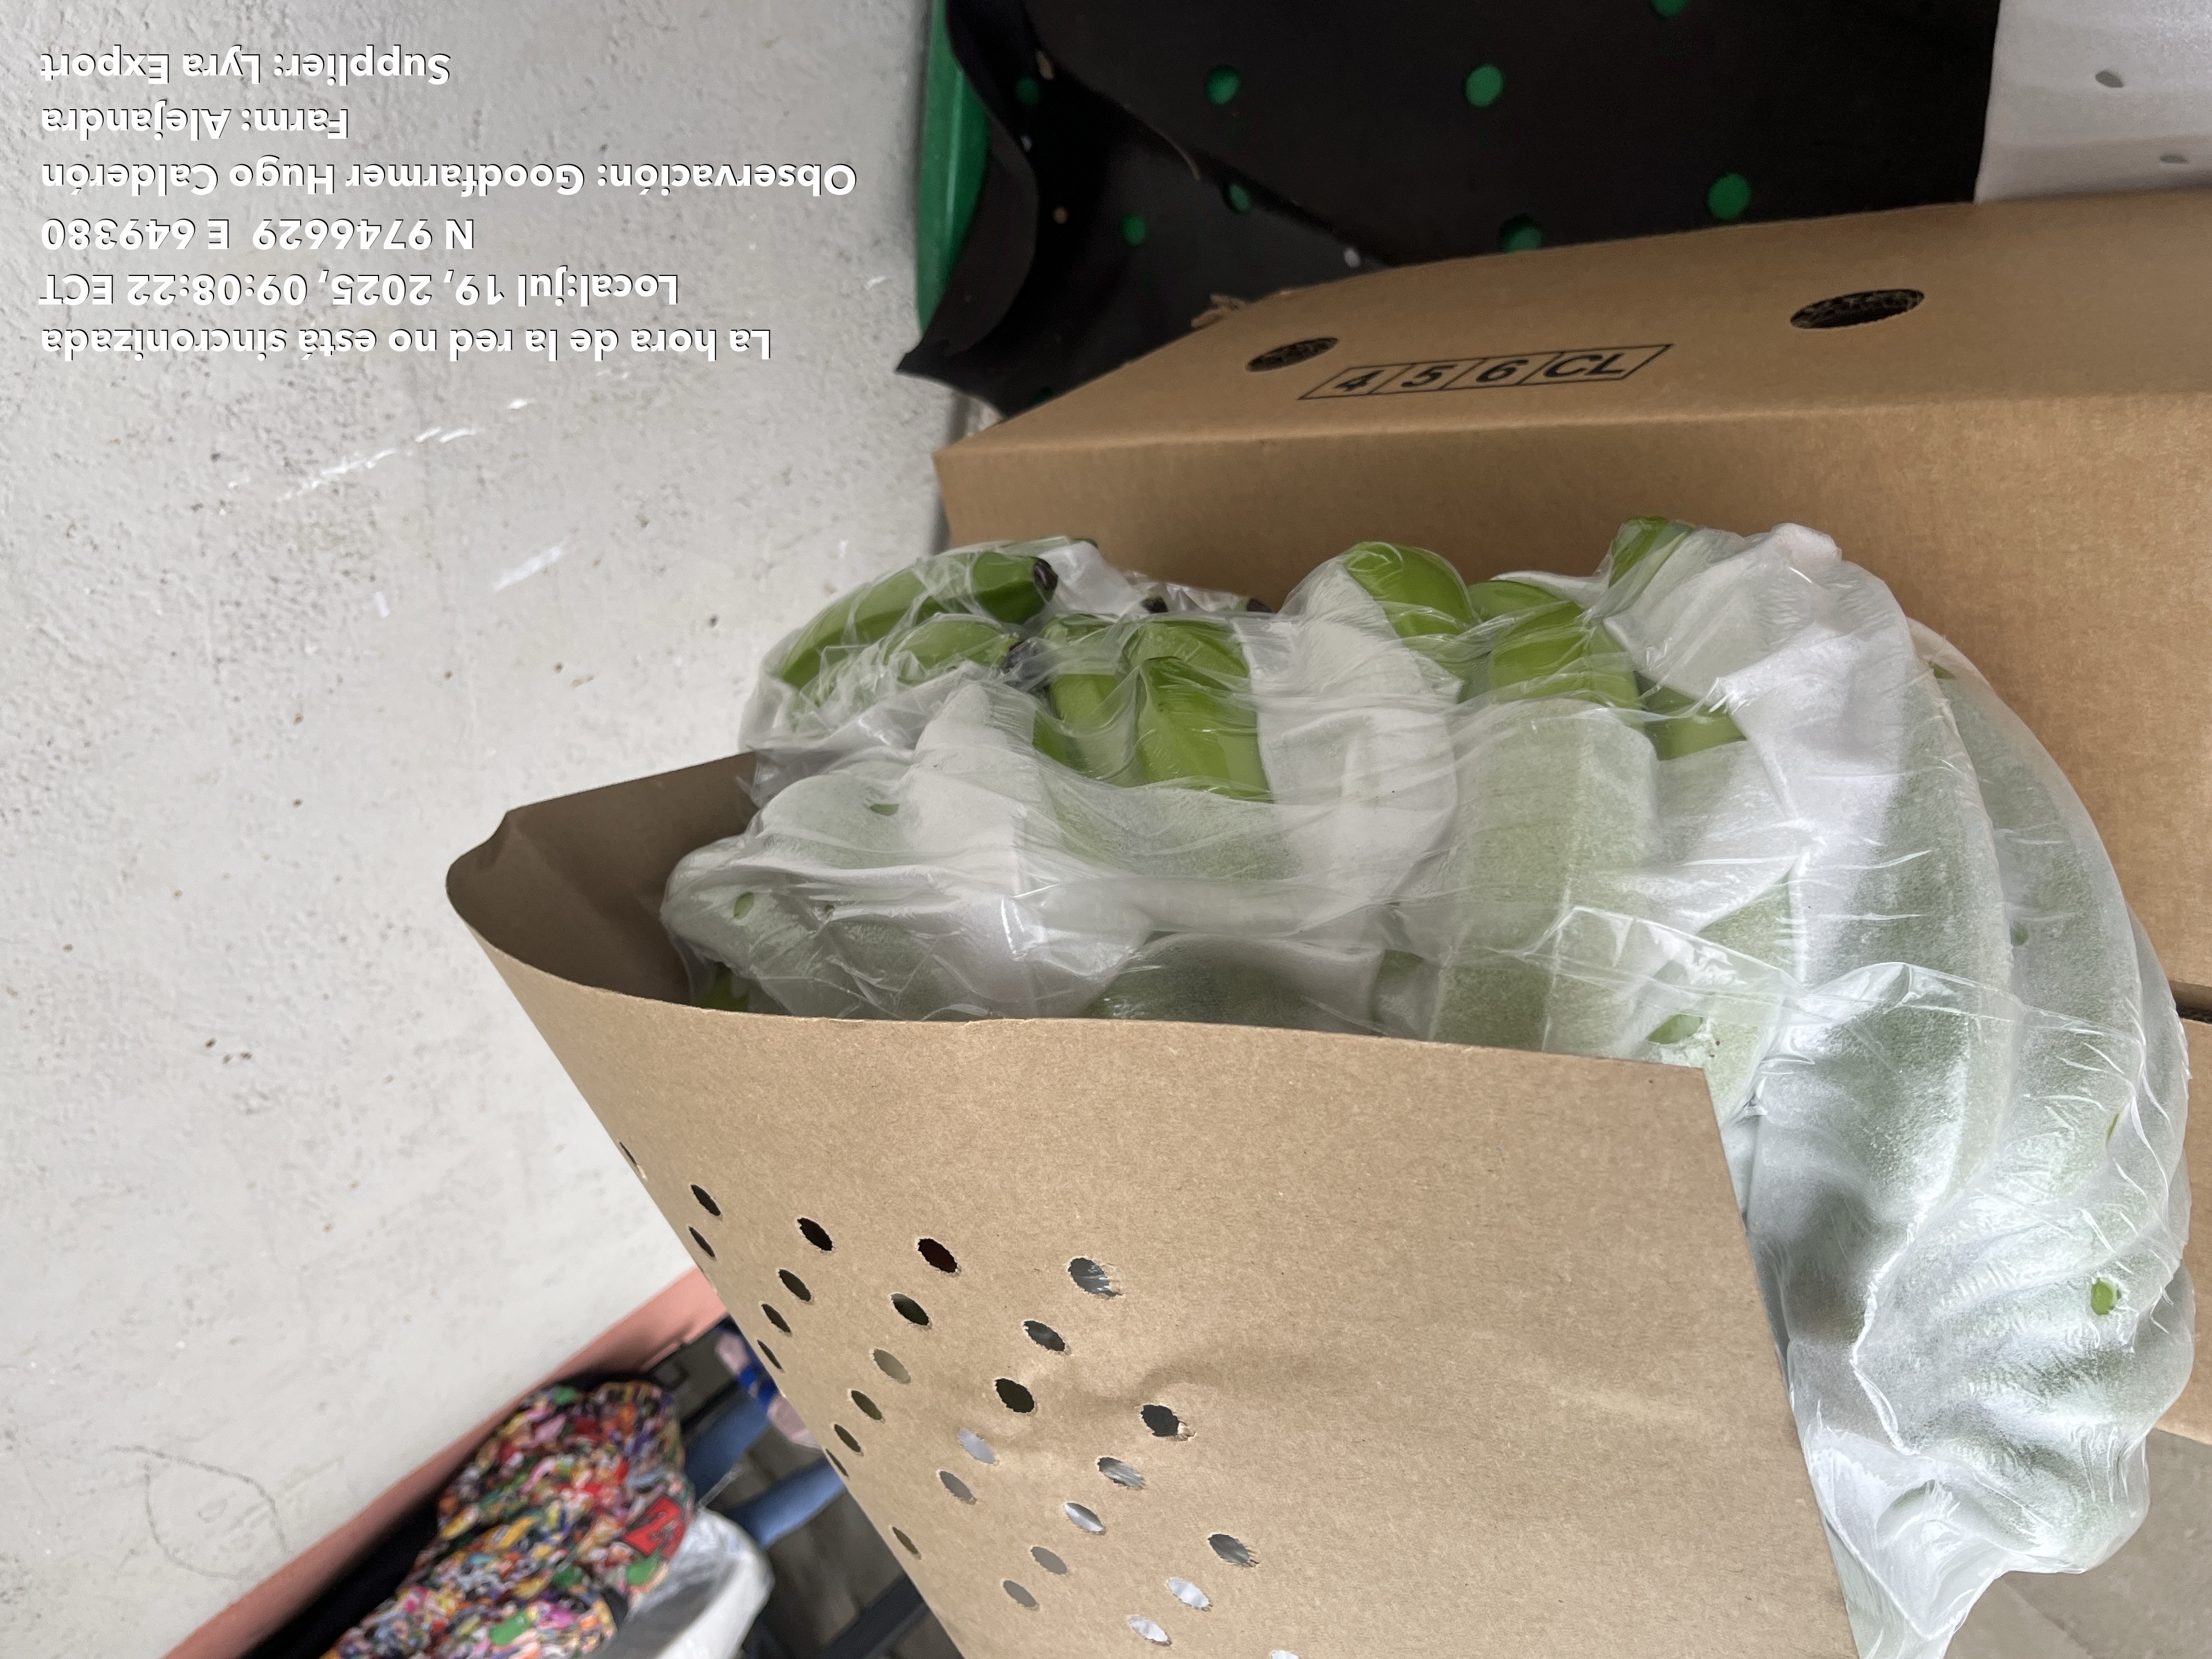 4 5 6 CL
La hora de la red no está sincronizada
Local:jul 19, 2025, 09:08:22 ECT
N 9746629 E 649380
Observación: Goodfarmer Hugo Calderón
Farm: Alejandra
Supplier: Lyra Export